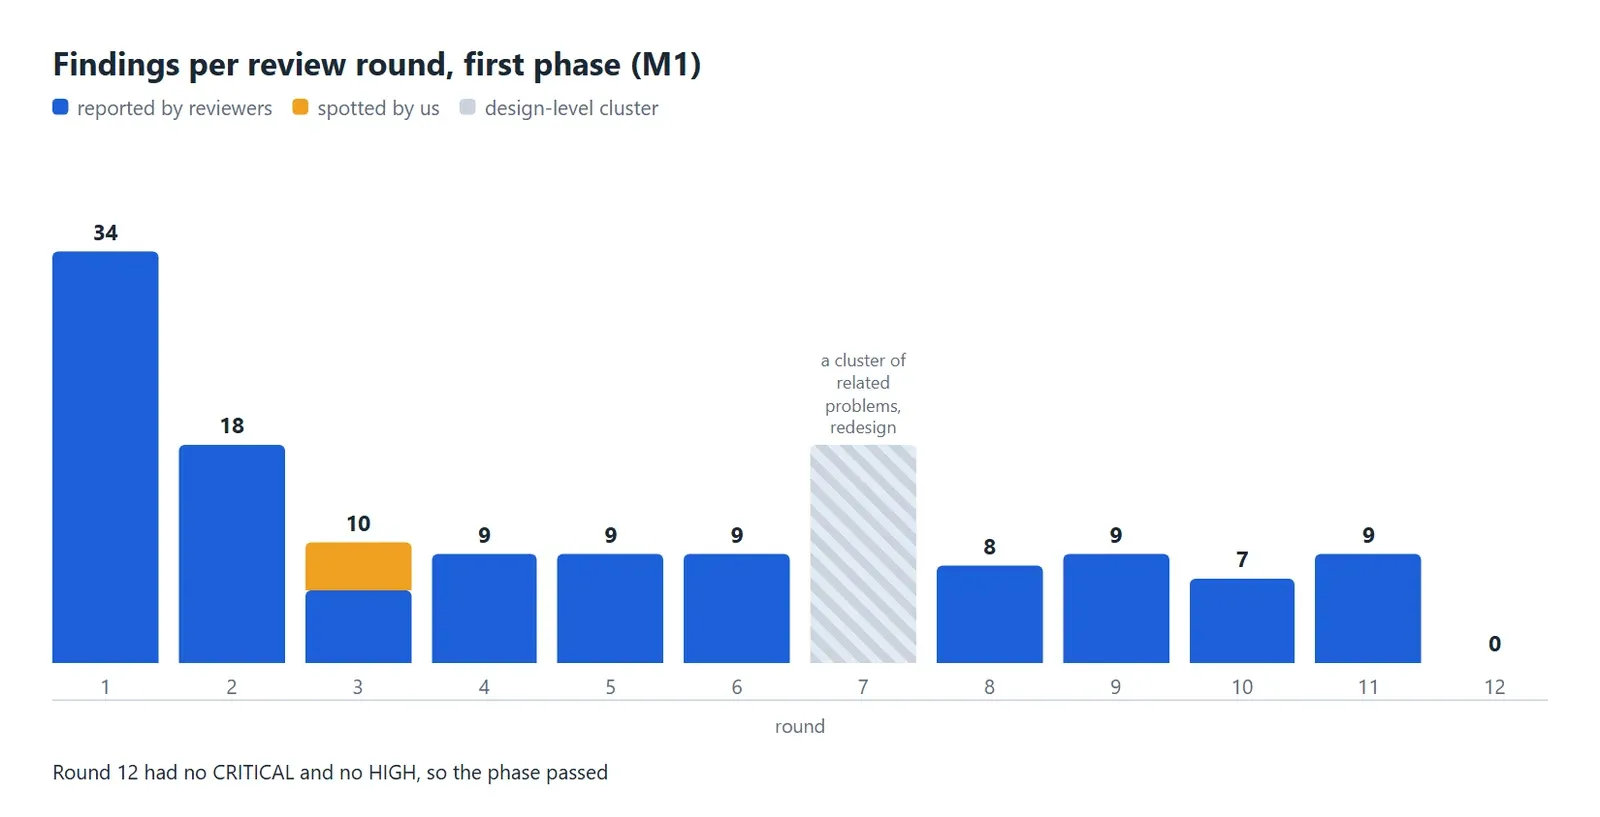 Findings per review round, first phase (M1)
reported by reviewers spotted by us design-level cluster
34
18
10
9
9
9
a cluster of
related
problems,
redesign
8
9
7
9
0
1 2 3 4 5 6 7 8 9 10 11 12
round
Round 12 had no CRITICAL and no HIGH, so the phase passed